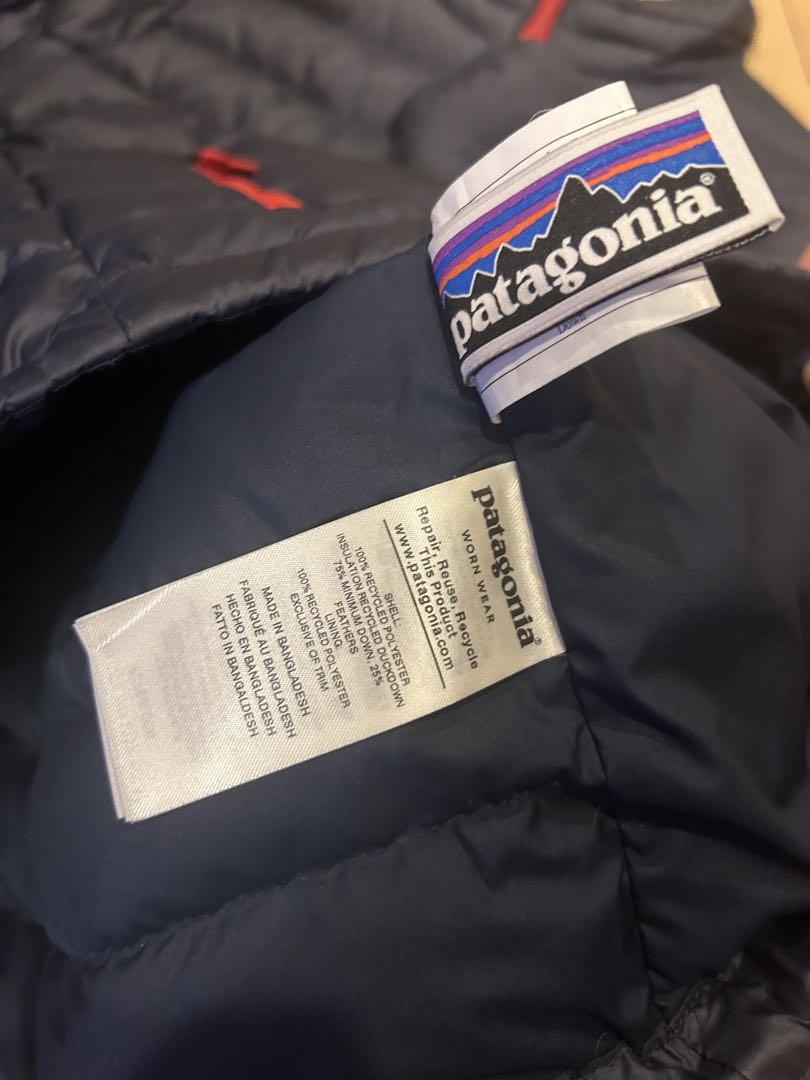 patagonia®
Down
patagonia®
WORN WEAR
Repair, Reuse, Recycle
This Product
www.patagonia.com
SHELL:
100% RECYCLED POLYESTER
INSULATION RECYCLED DUCKDOWN
75% MINIMUM DOWN, 25%
FEATHERS
LINING:
100% RECYCLED POLYESTER
EXCLUSIVE OF TRIM
MADE IN BANGLADESH
FABRIQUÉ AU BANGLADESH
HECHO EN BANGLADESH
FATTO IN BANGALDESH